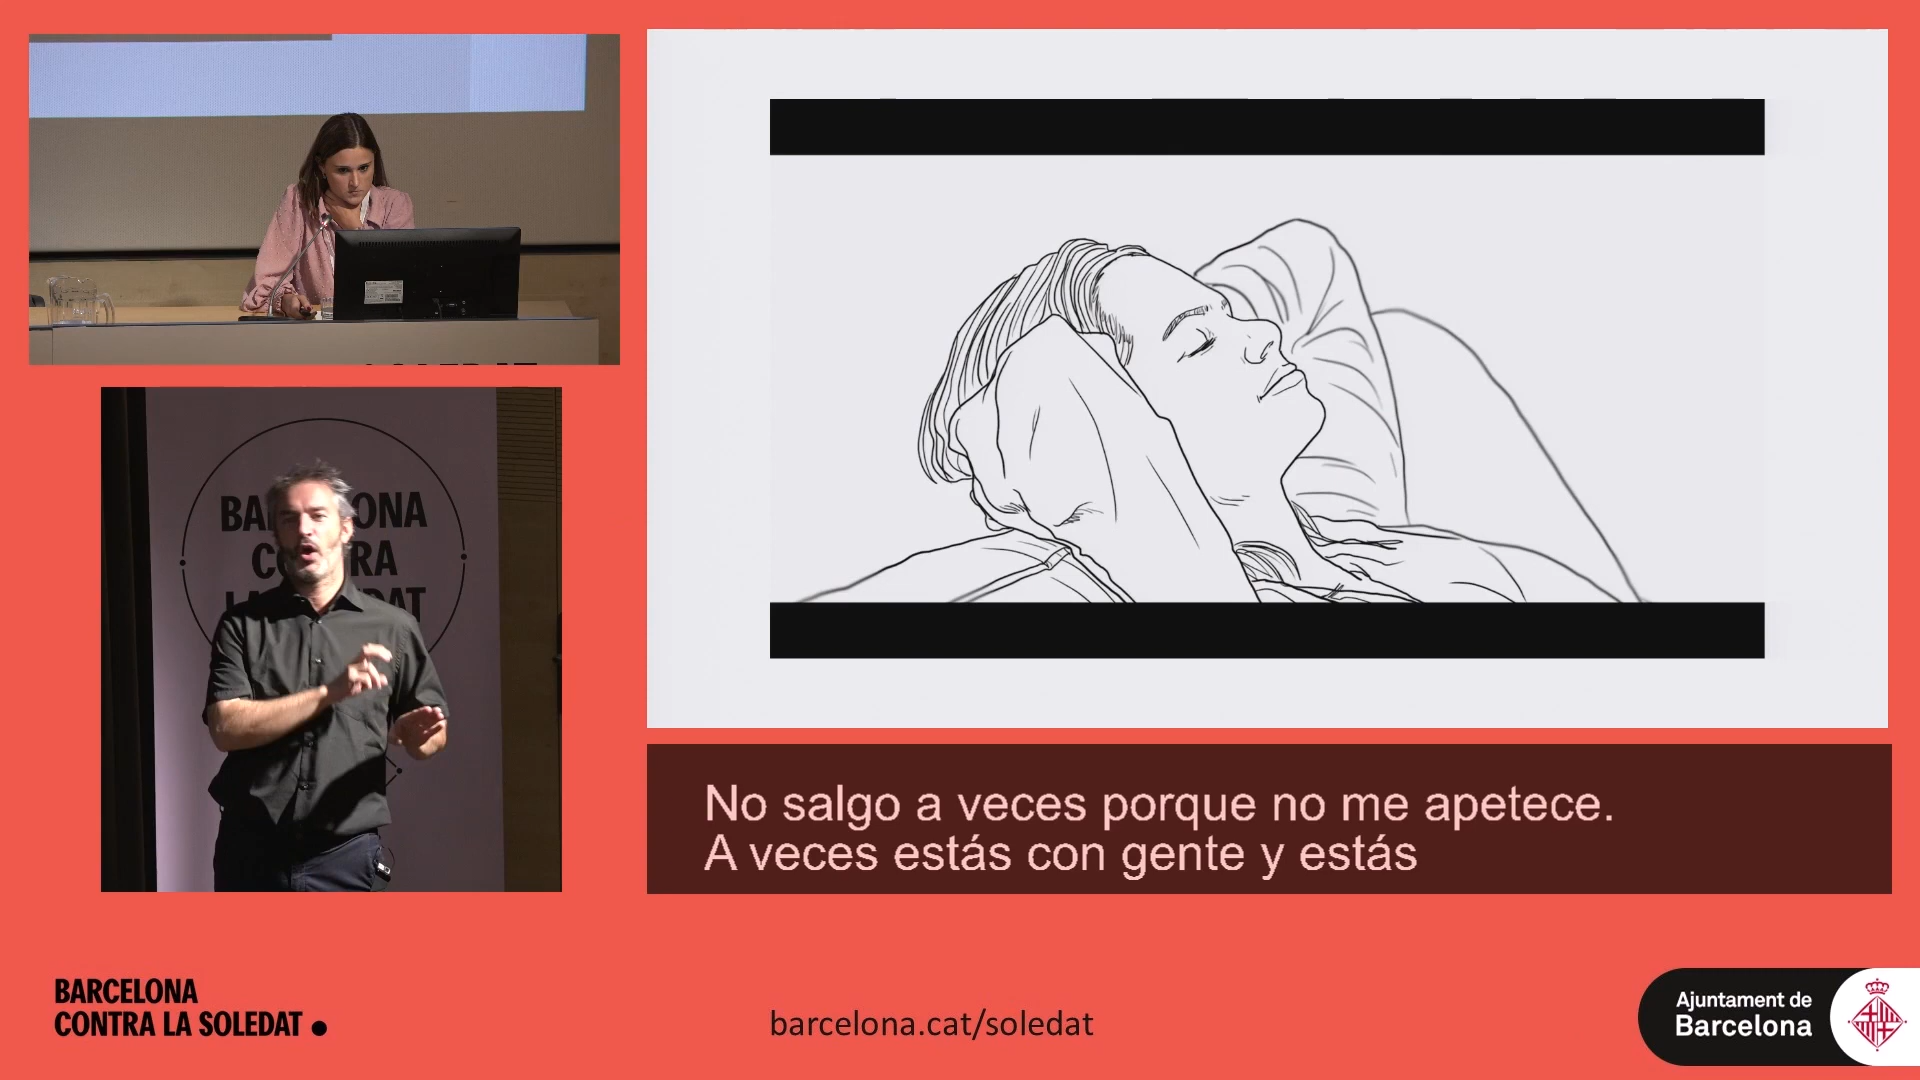 BARCELONA
CONTRA
LA SOLEDAT
No salgo a veces porque no me apetece.
A veces estás con gente y estás
BARCELONA
CONTRA LA SOLEDAT
barcelona.cat/soledat
Ajuntament de
Barcelona